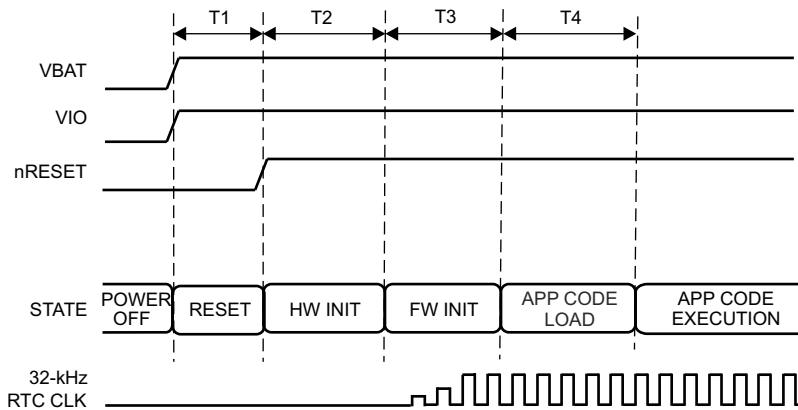 T1 T2 T3 T4
VBAT
VIO
nRESET
STATE
POWER
OFF
RESET
HW INIT
FW INIT
APP CODE
LOAD
APP CODE
EXECUTION
32-kHz
RTC CLK